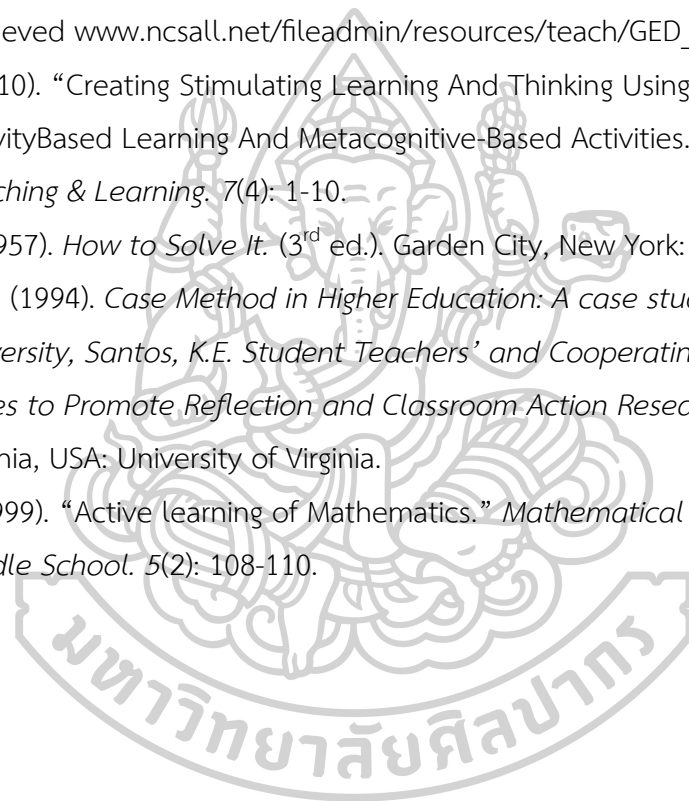 ieved www.ncsall.net/fileadmin/resources/teach/GED_
10). “Creating Stimulating Learning And Thinking Using
vityBased Learning And Metacognitive-Based Activities.
ching & Learning. 7(4): 1-10.
957). How to Solve It. (3rd ed.). Garden City, New York:
(1994). Case Method in Higher Education: A case stud
versity, Santos, K.E. Student Teachers’ and Cooperatin
es to Promote Reflection and Classroom Action Resea
nia, USA: University of Virginia.
999). “Active learning of Mathematics.” Mathematical
dle School. 5(2): 108-110.
มหาวิทยาลัยศิลปากร